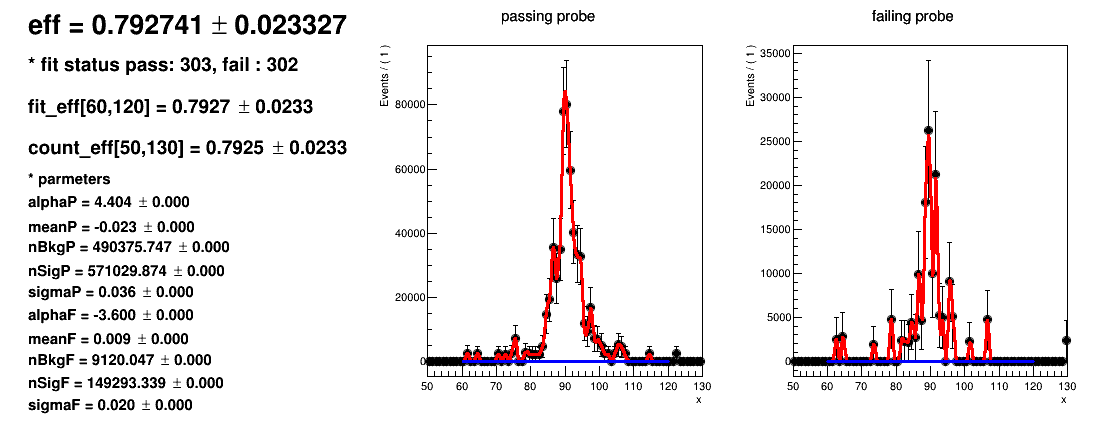 eff = 0.792741 ± 0.023327
* fit status pass: 303, fail : 302
fit_eff[60,120] = 0.7927 ± 0.0233
count_eff[50,130] = 0.7925 ± 0.0233
* parmeters
alphaP = 4.404 ± 0.000
meanP = -0.023 ± 0.000
nBkgP = 490375.747 ± 0.000
nSigP = 571029.874 ± 0.000
sigmaP = 0.036 ± 0.000
alphaF = -3.600 ± 0.000
meanF = 0.009 ± 0.000
nBkgF = 9120.047 ± 0.000
nSigF = 149293.339 ± 0.000
sigmaF = 0.020 ± 0.000
passing probe
Events / ( 1 )
80000
60000
40000
20000
0
50 60 70 80 90 100 110 120 130
x
failing probe
Events / ( 1 )
35000
30000
25000
20000
15000
10000
5000
0
50 60 70 80 90 100 110 120 130
x